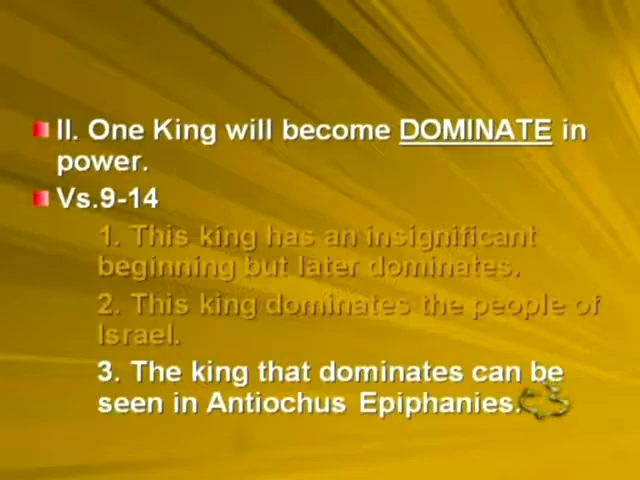 II. One King will become DOMINATE in
power.
Vs.9-14
1. This king has an insignificant
beginning but later dominates.
2. This king dominates the people of
Israel.
3. The king that dominates can be
seen in Antiochus Epiphanies.